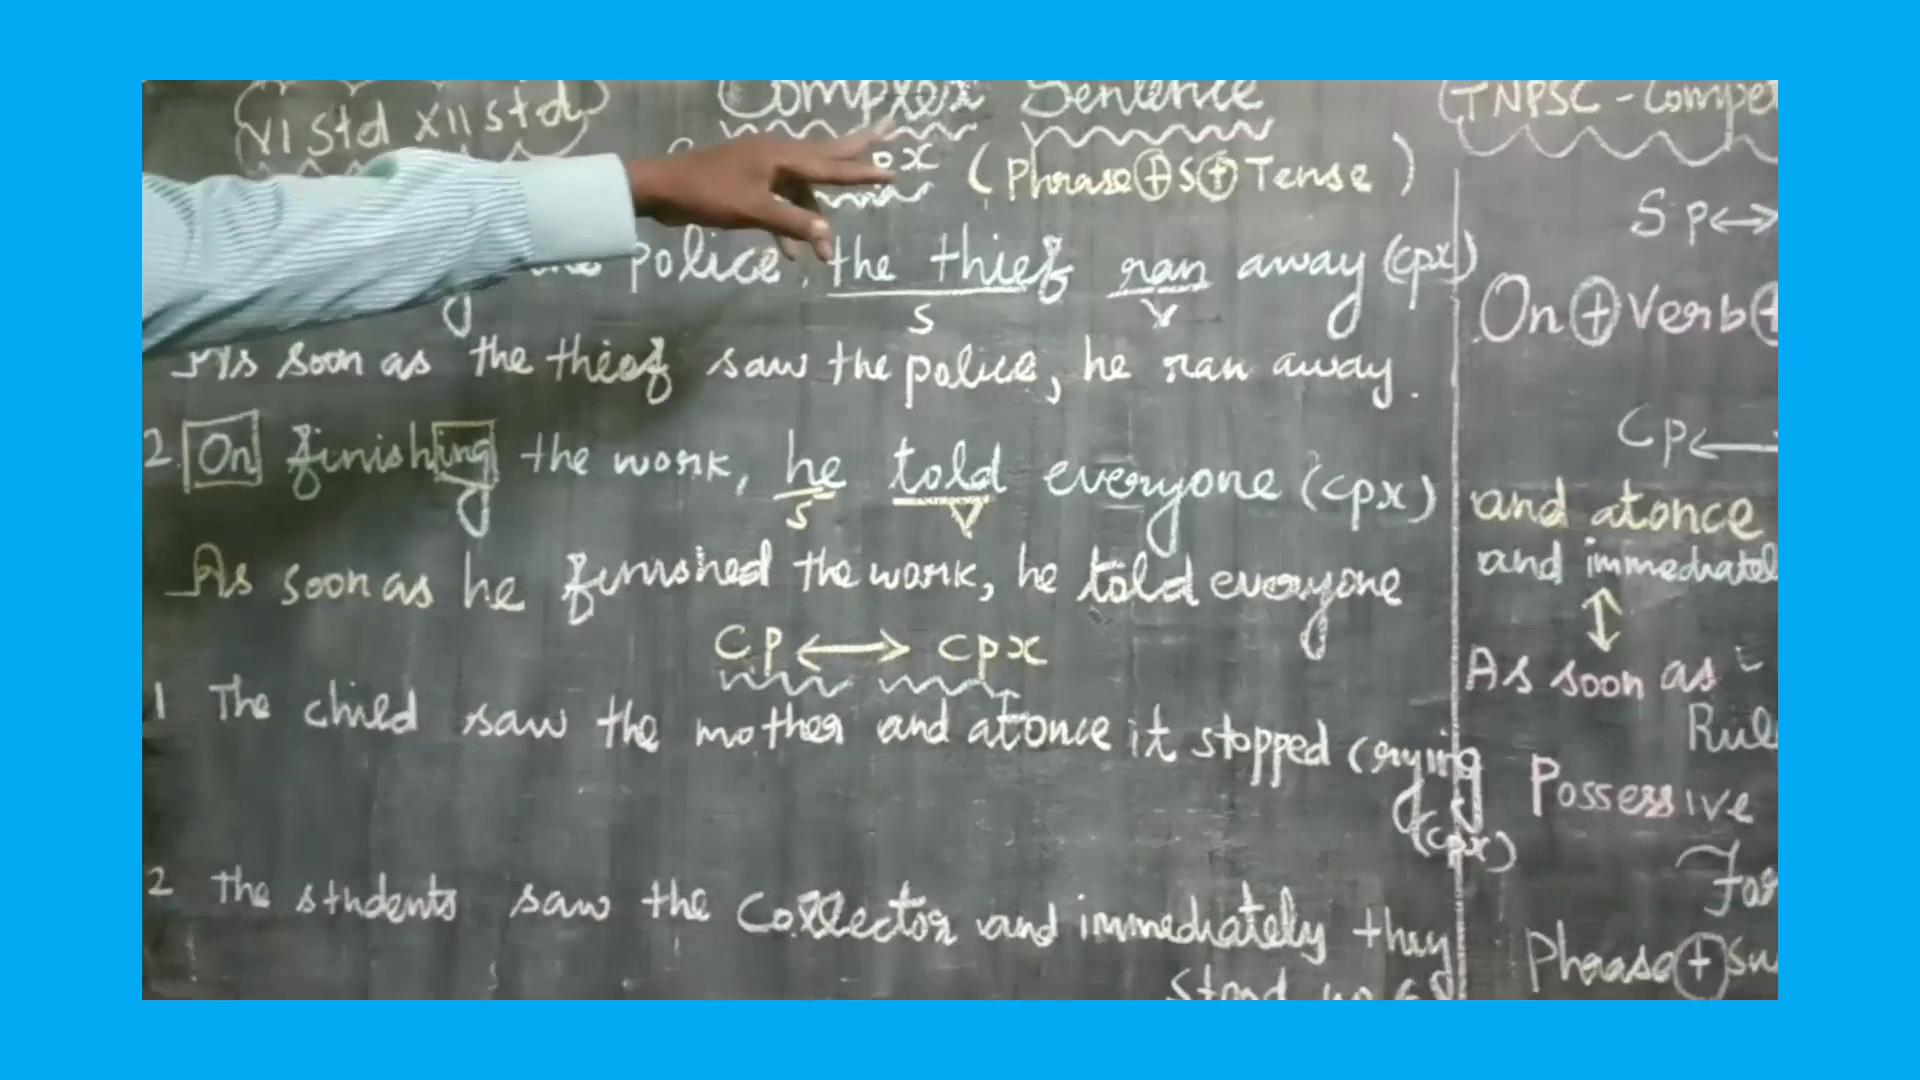 VI Std XII Std
Complex Sentence
(TNPSC - Compe
px (Phrase + S + Tense)
Sp ↔
police, the thief ran away (cpx)
S V
On + Verb +
As soon as the thief saw the police, he ran away.
2. On finishing the work, he told everyone (cpx)
S V
Cp ←
and atonce
and immediatel
As soon as he finished the work, he told everyone
↕
Cp ↔ cpx
As soon as
Rul
1 The child saw the mother and atonce it stopped crying
(cpx)
Possessive
2 The students saw the Collector and immediately they
Phrase + Su